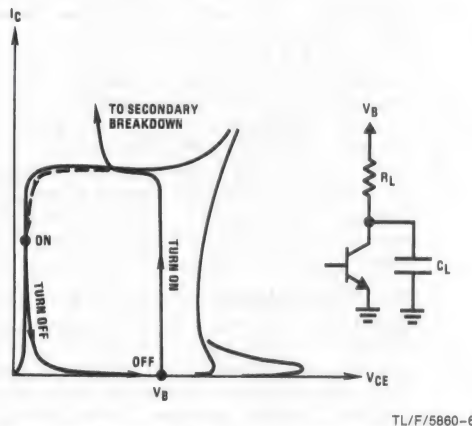 IC
TO SECONDARY
BREAKDOWN
VB
RL
ON
CL
TURN ON
TURN OFF
OFF
VB
VCE
TL/F/5860-6